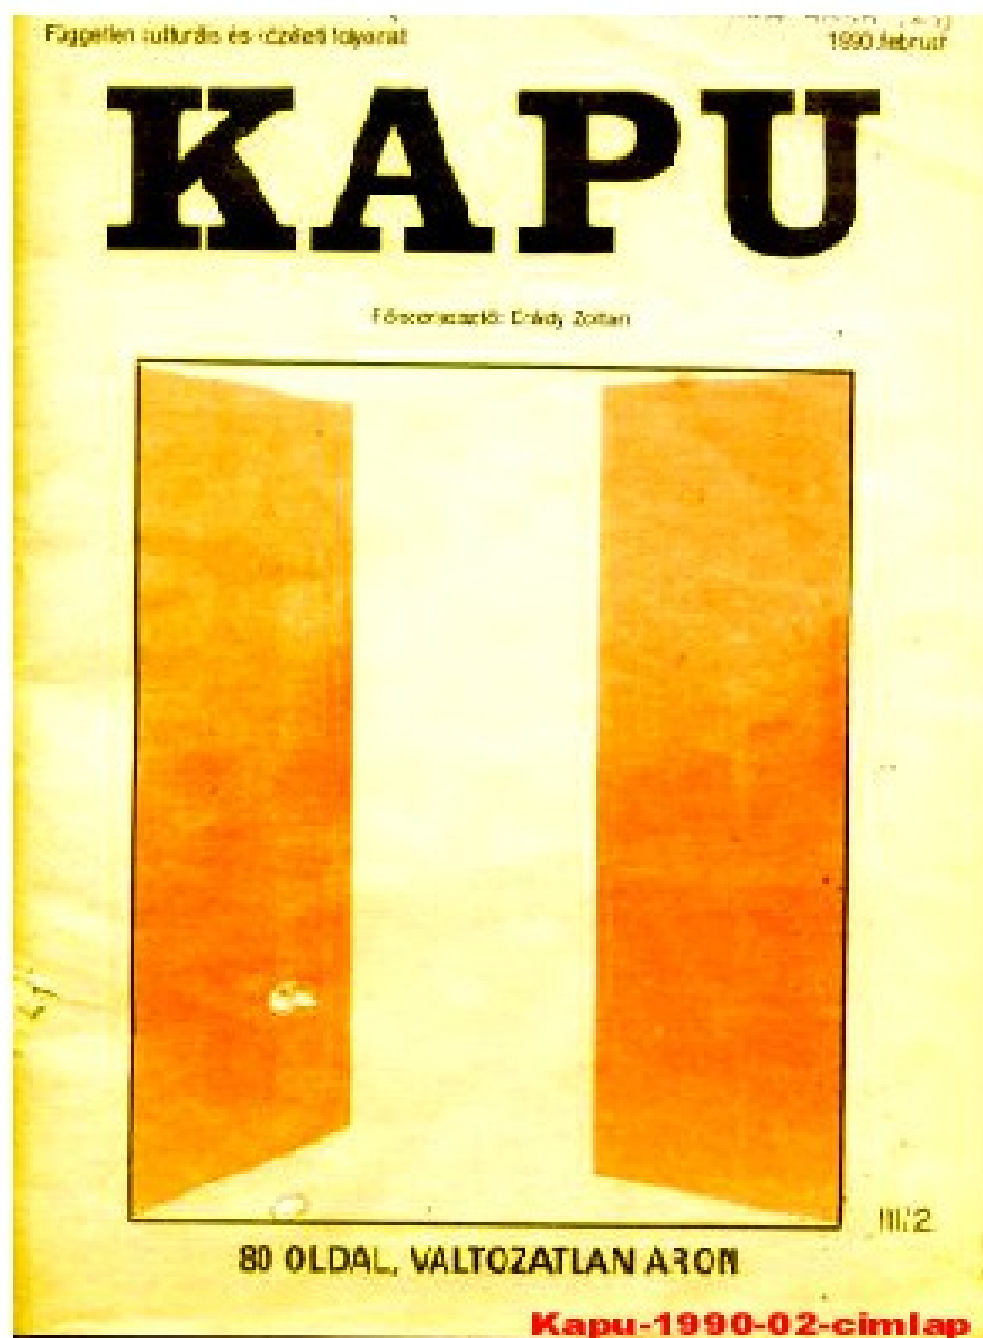 Független kulturális és közéleti folyóirat
1990. február
KAPU
Főszerkesztő: Brády Zoltán
III/2
80 OLDAL, VÁLTOZATLAN ÁRON
Kapu-1990-02-cimlap